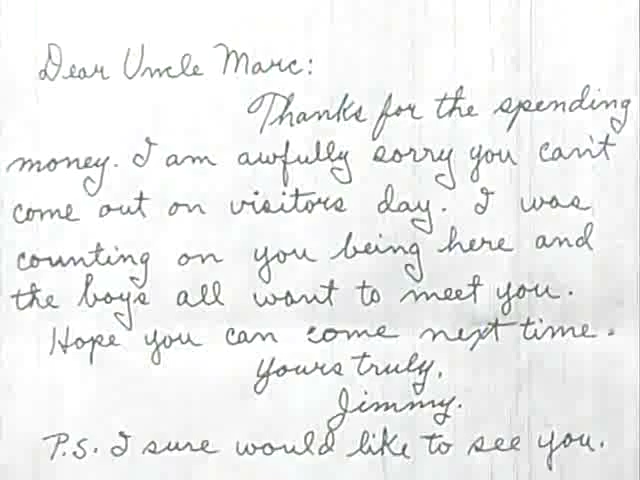 Dear Uncle Marc:
Thanks for the spending
money. I am awfully sorry you can't
come out on visitors day. I was
counting on you being here and
the boys all want to meet you.
Hope you can come next time.
Yours truly,
Jimmy.
P.S. I sure would like to see you.